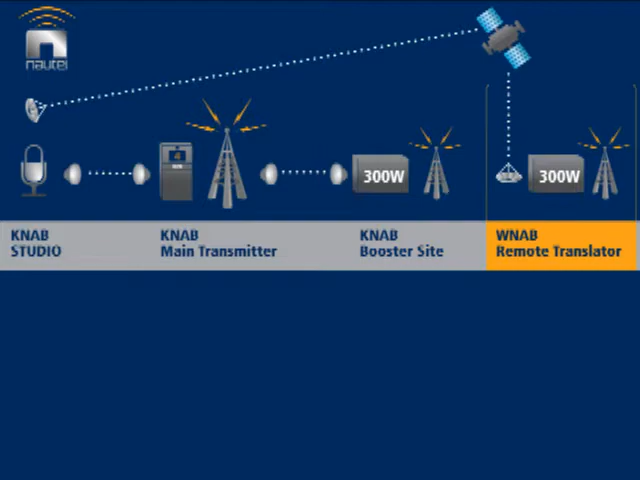 nautel
300W
300W
KNAB
STUDIO
KNAB
Main Transmitter
KNAB
Booster Site
WNAB
Remote Translator